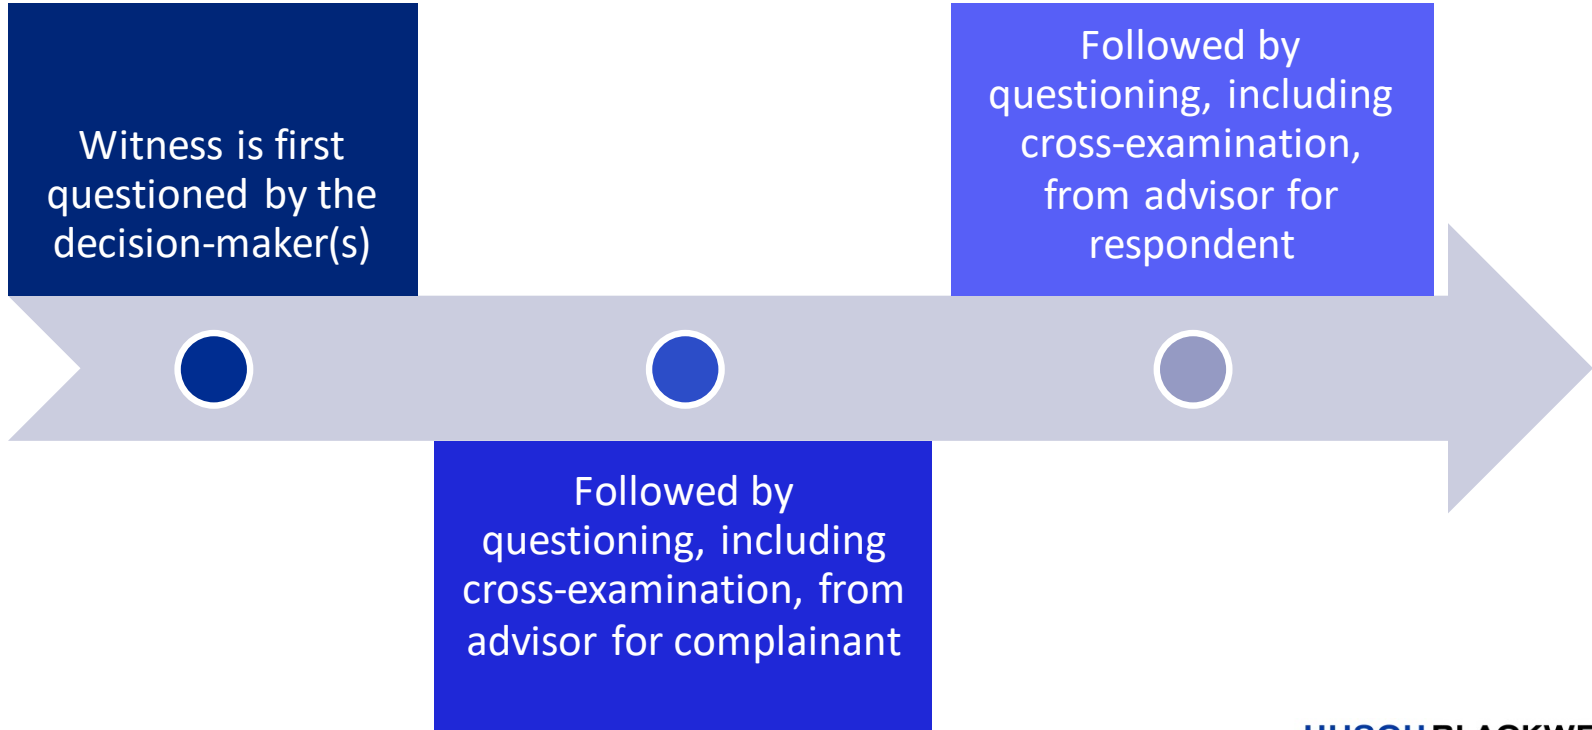 Witness is first
questioned by the
decision-maker(s)
Followed by
questioning, including
cross-examination, from
advisor for complainant
Followed by
questioning, including
cross-examination,
from advisor for
respondent